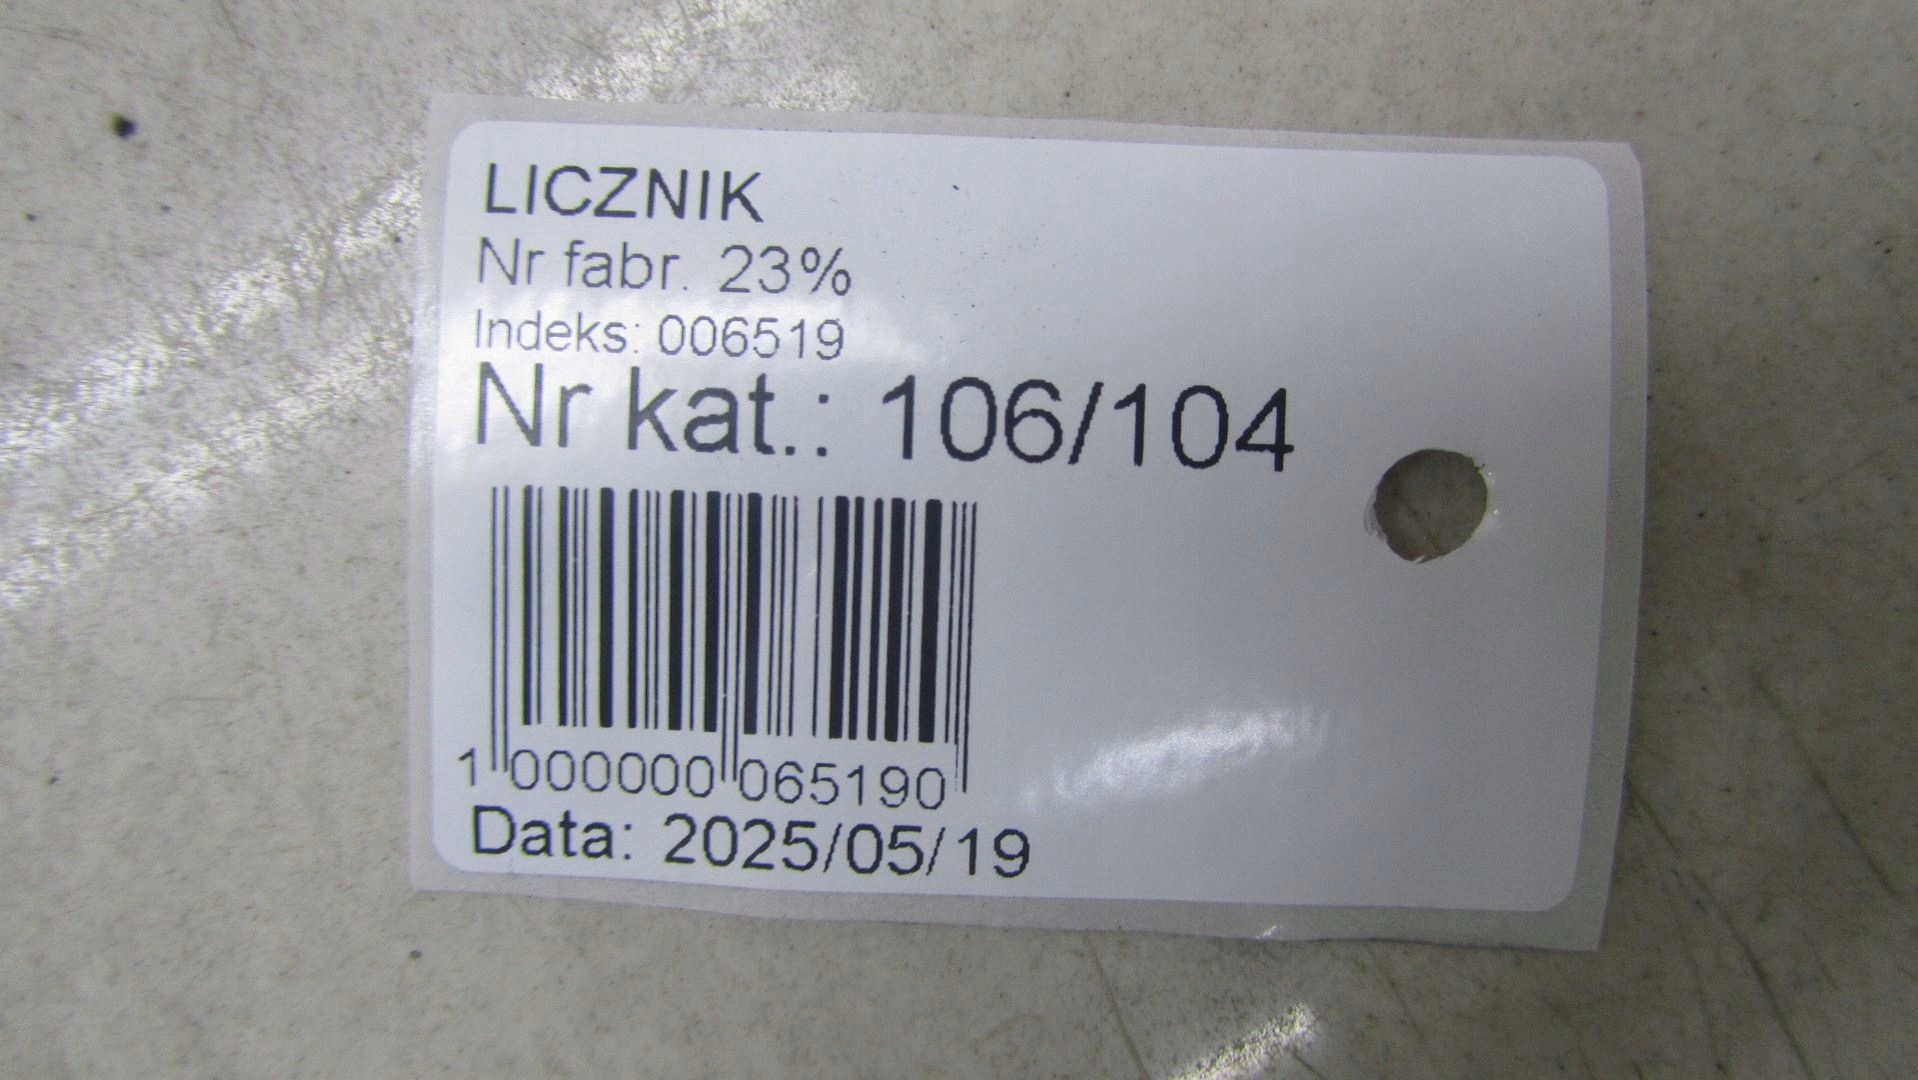 LICZNIK
Nr fabr. 23%
Indeks: 006519
Nr kat.: 106/104
1 000000 065190
Data: 2025/05/19